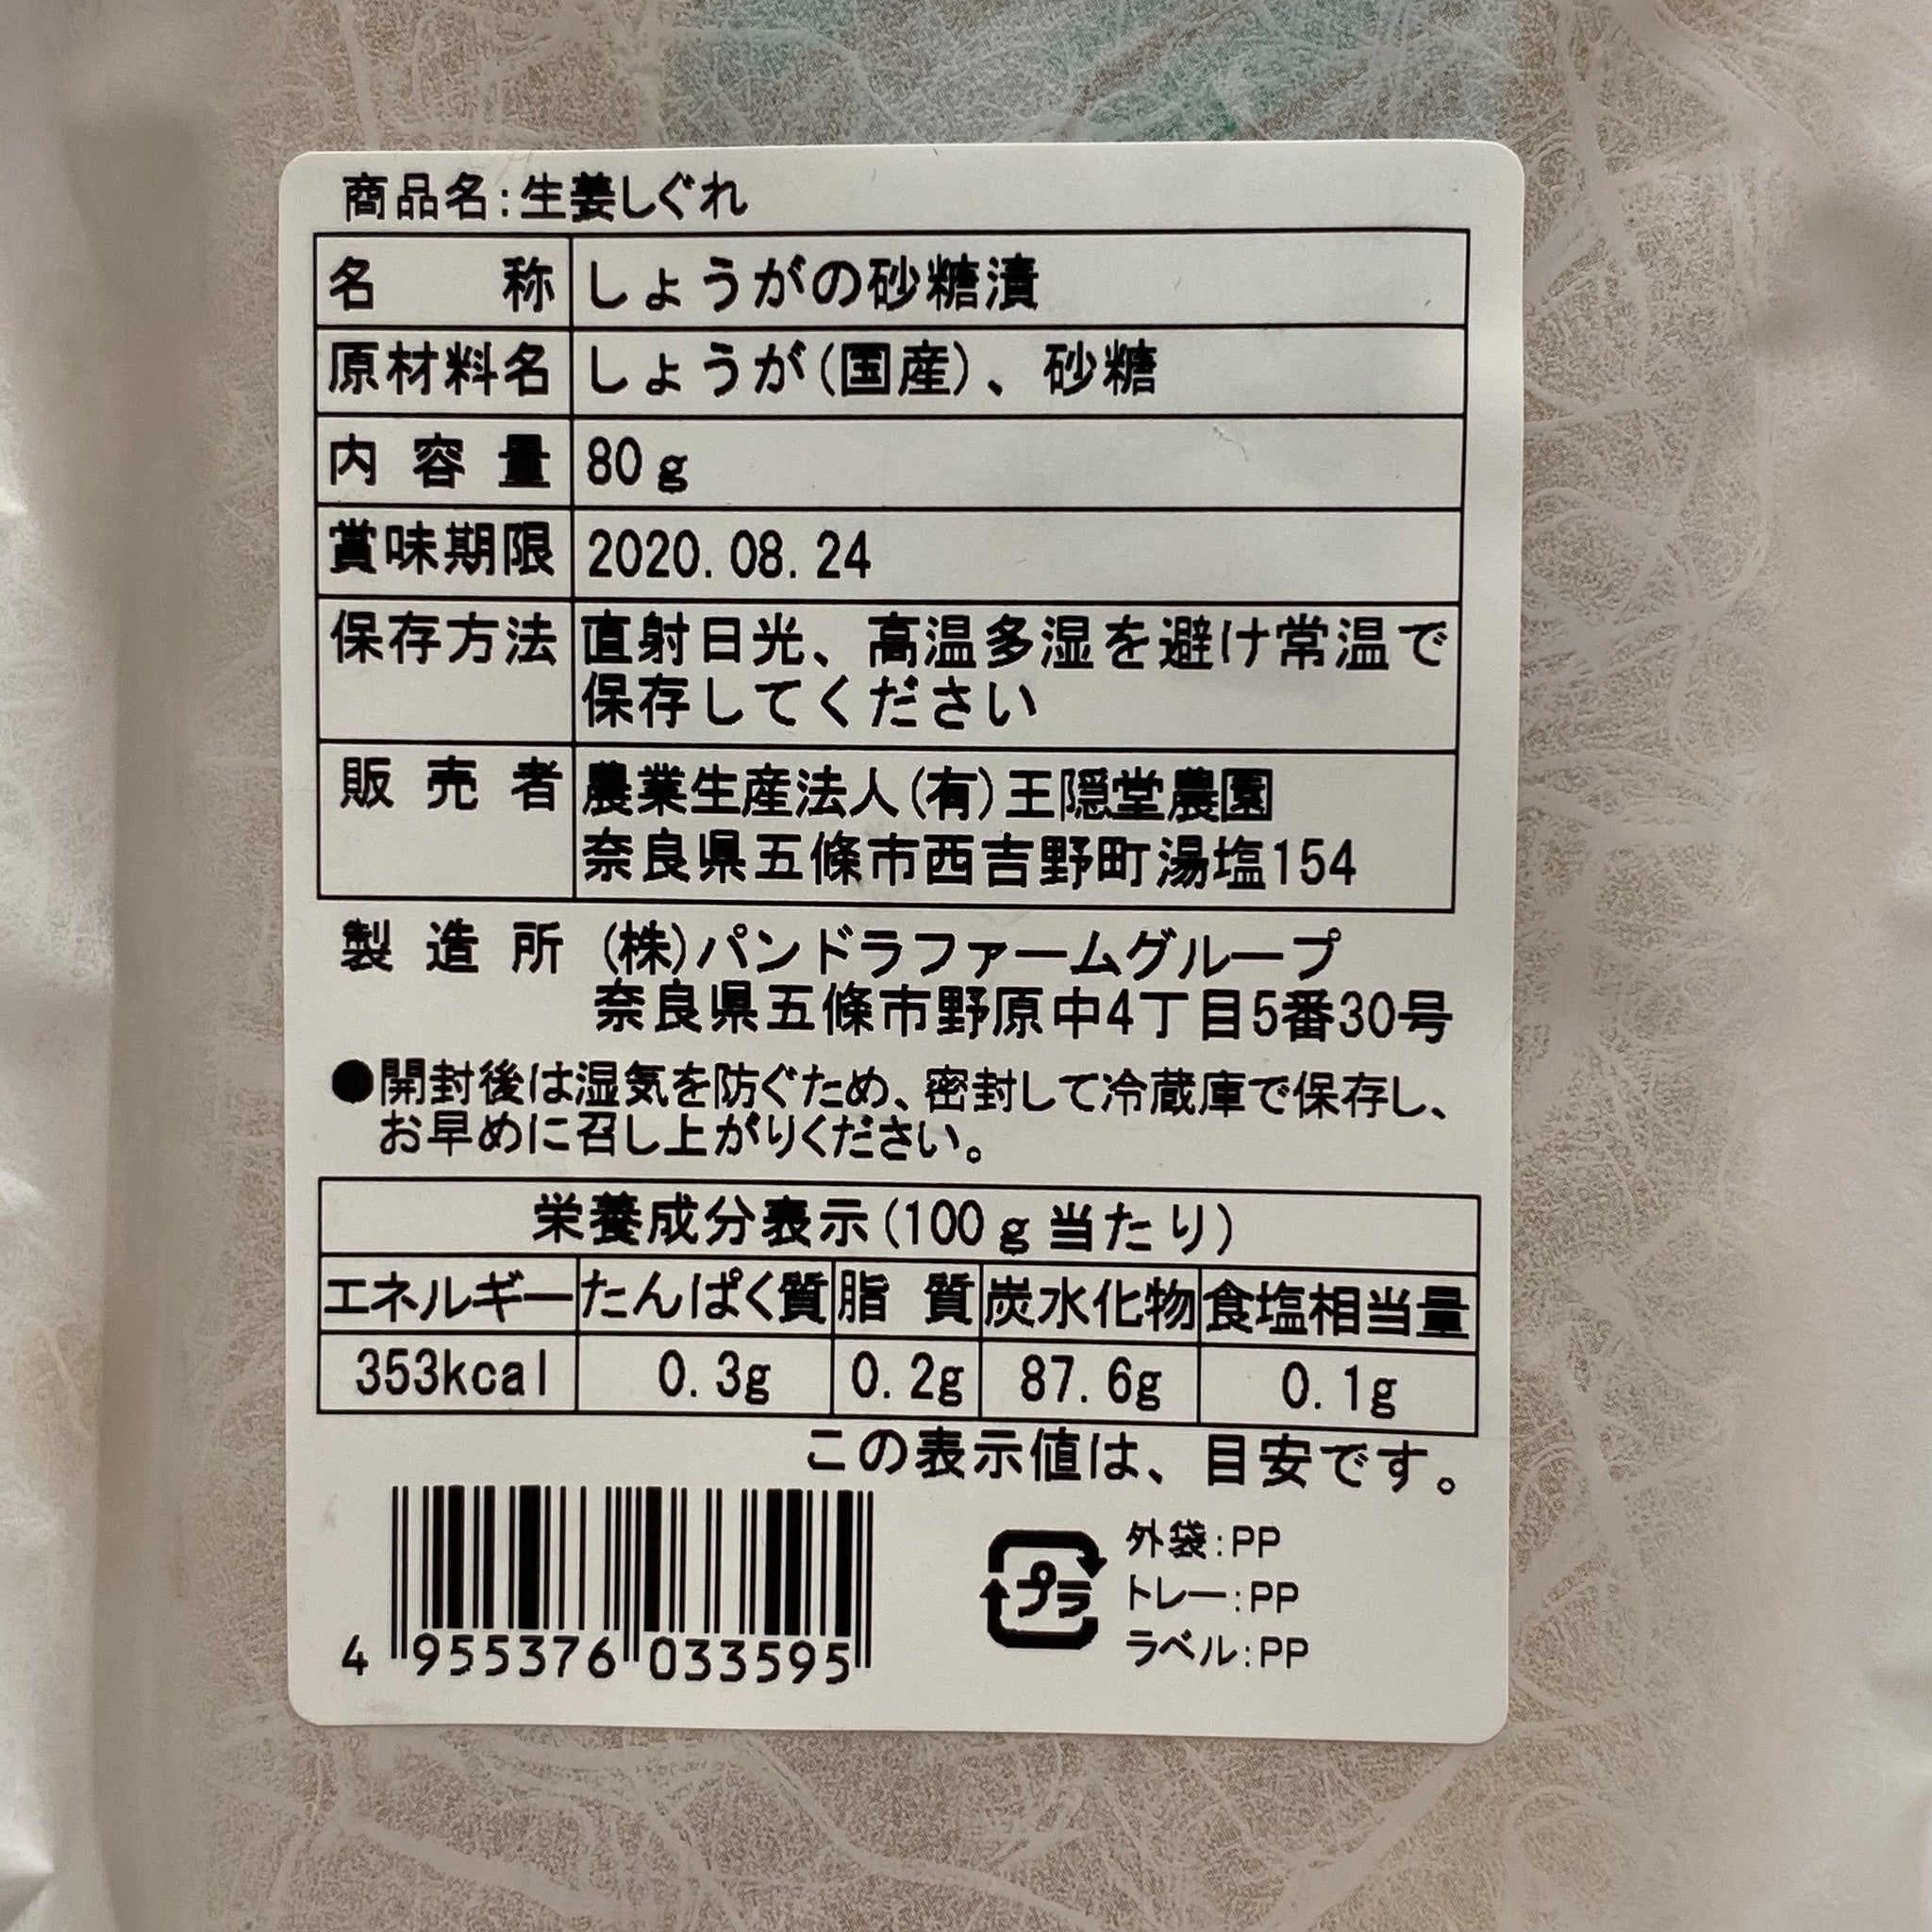 商品名:生姜しぐれ
名称 しょうがの砂糖漬
原材料名 しょうが(国産)、砂糖
内容量 80g
賞味期限 2020.08.24
保存方法 直射日光、高温多湿を避け常温で
保存してください
販売者 農業生産法人(有)王隠堂農園
奈良県五條市西吉野町湯塩154
製造所 (株)パンドラファームグループ
奈良県五條市野原中4丁目5番30号
●開封後は湿気を防ぐため、密封して冷蔵庫で保存し、
お早めに召し上がりください。
栄養成分表示(100g当たり)
エネルギー たんぱく質 脂質 炭水化物 食塩相当量
353kcal 0.3g 0.2g 87.6g 0.1g
この表示値は、目安です。
4 955376 033595
プラ
外袋:PP
トレー:PP
ラベル:PP